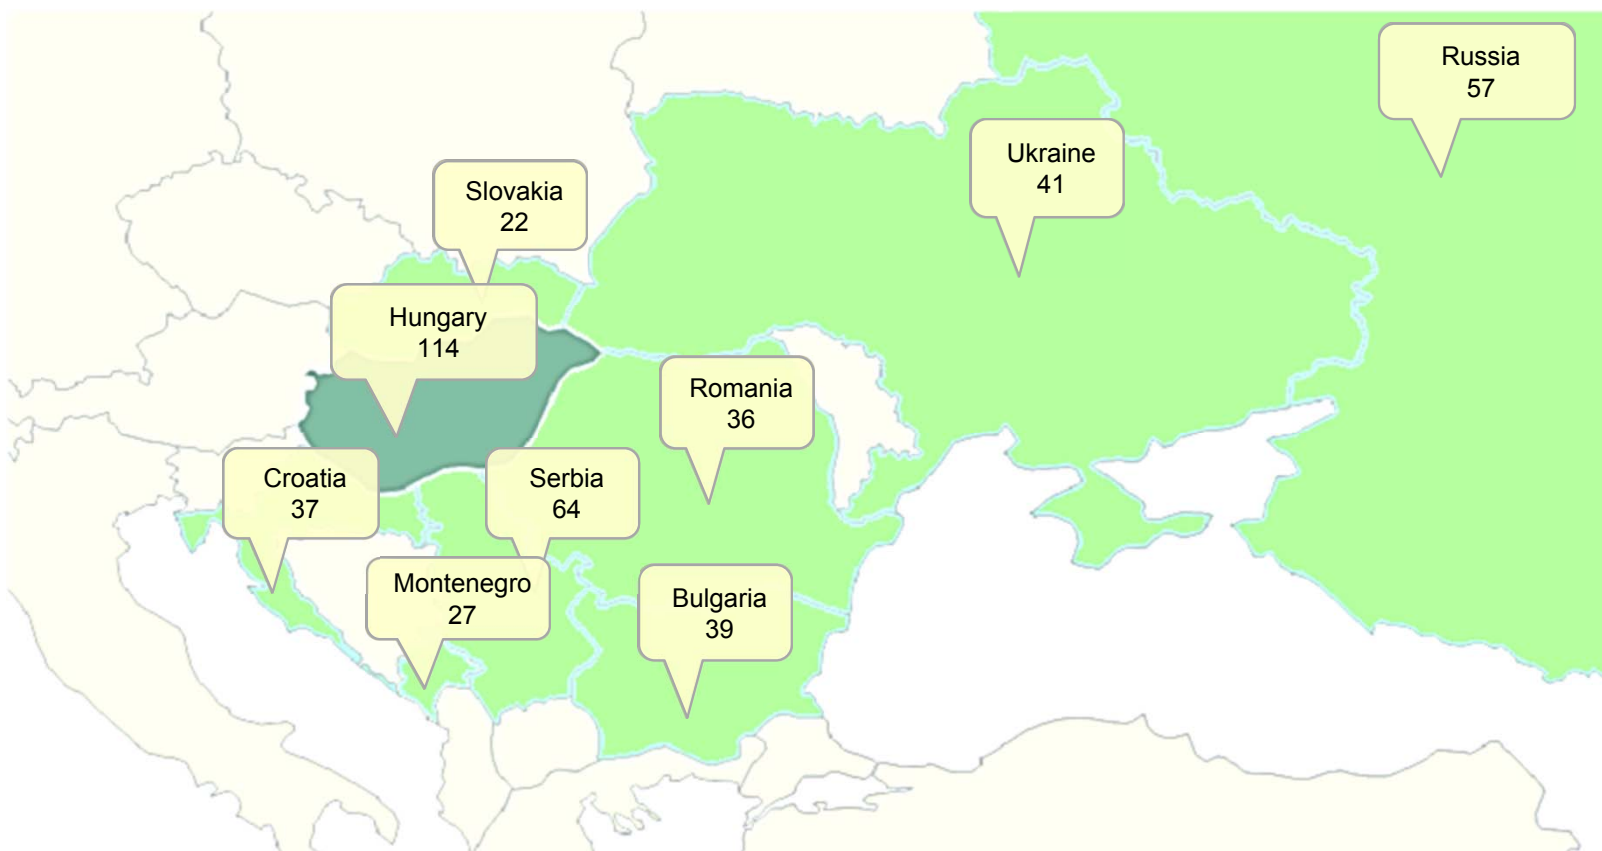 Russia
57
Ukraine
41
Slovakia
22
Hungary
114
Romania
36
Croatia
37
Serbia
64
Montenegro
27
Bulgaria
39